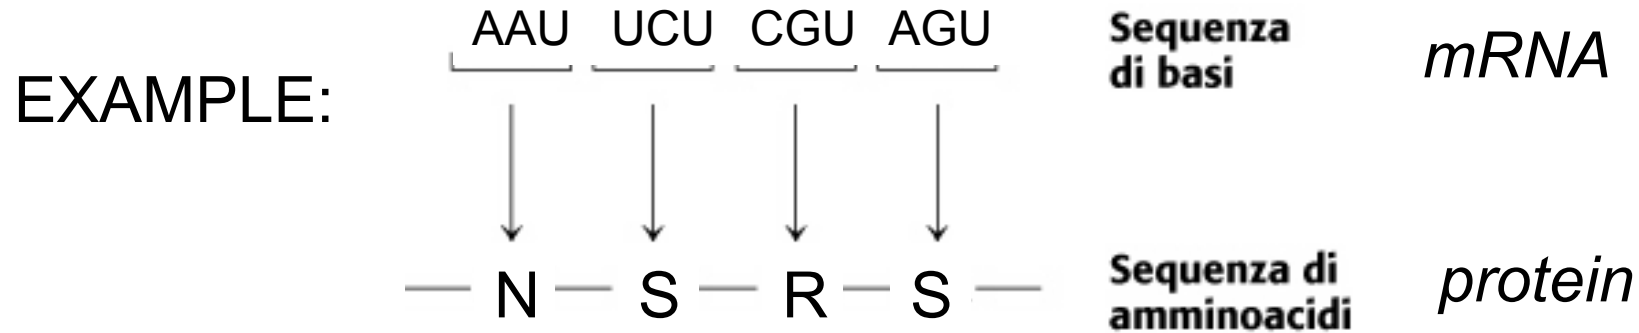 AAU UCU CGU AGU
Sequenza
di basi
mRNA
EXAMPLE:
N S R S
Sequenza di
amminoacidi
protein